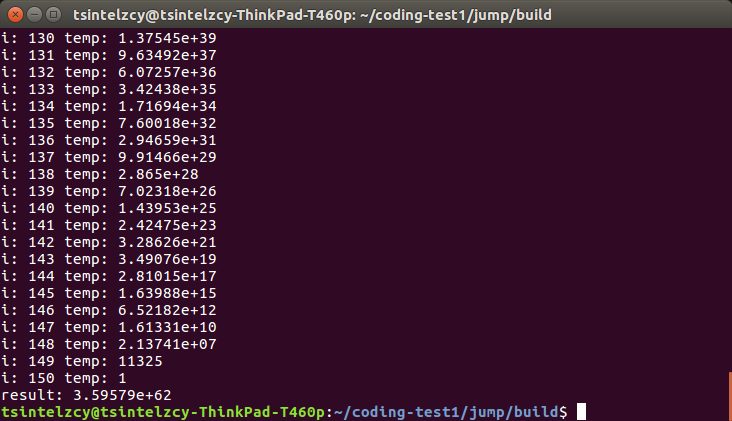 tsintelzcy@tsintelzcy-ThinkPad-T460p: ~/coding-test1/jump/build
i: 130 temp: 1.37545e+39
i: 131 temp: 9.63492e+37
i: 132 temp: 6.07257e+36
i: 133 temp: 3.42438e+35
i: 134 temp: 1.71694e+34
i: 135 temp: 7.60018e+32
i: 136 temp: 2.94659e+31
i: 137 temp: 9.91466e+29
i: 138 temp: 2.865e+28
i: 139 temp: 7.02318e+26
i: 140 temp: 1.43953e+25
i: 141 temp: 2.42475e+23
i: 142 temp: 3.28626e+21
i: 143 temp: 3.49076e+19
i: 144 temp: 2.81015e+17
i: 145 temp: 1.63988e+15
i: 146 temp: 6.52182e+12
i: 147 temp: 1.61331e+10
i: 148 temp: 2.13741e+07
i: 149 temp: 11325
i: 150 temp: 1
result: 3.59579e+62
tsintelzcy@tsintelzcy-ThinkPad-T460p:~/coding-test1/jump/build$